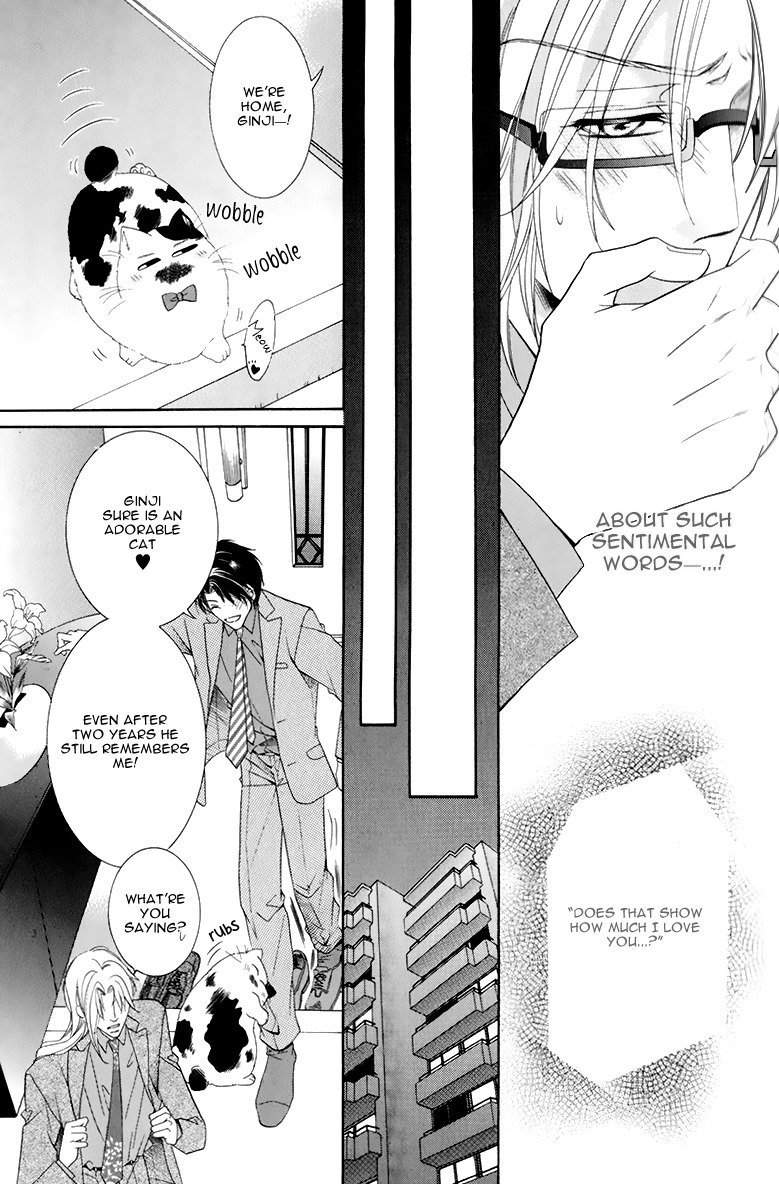 ABOUT SUCH
SENTIMENTAL
WORDS—...!
"DOES THAT SHOW
HOW MUCH I LOVE
YOU...?"
WE'RE
HOME,
GINJI—!
wobble
wobble
Meow
GINJI
SURE IS AN
ADORABLE
CAT
♥
EVEN AFTER
TWO YEARS HE
STILL REMEMBERS
ME!
WHAT'RE
YOU
SAYING?
rubs